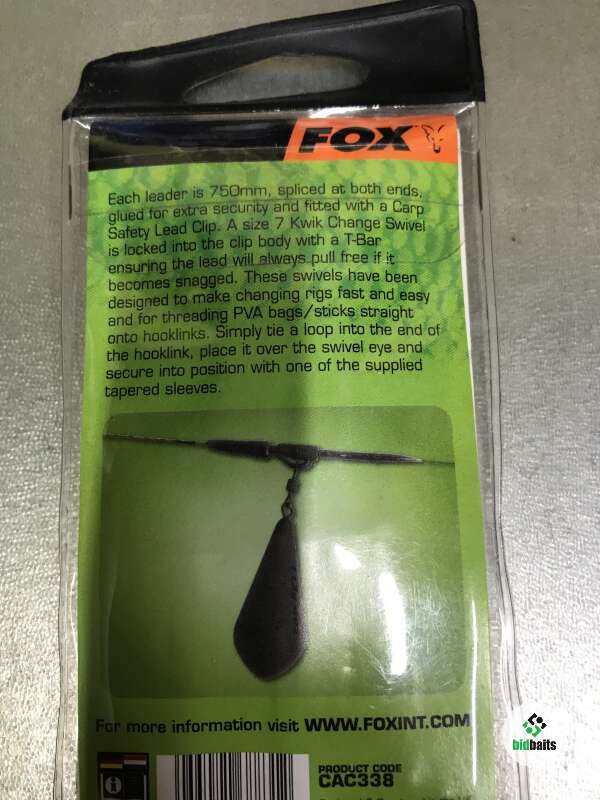 FOX
Each leader is 750mm, spliced at both ends,
glued for extra security and fitted with a Carp
Safety Lead Clip. A size 7 Kwik Change Swivel
is locked into the clip body with a T-Bar
ensuring the lead will always pull free if it
becomes snagged. These swivels have been
designed to make changing rigs fast and easy
and for threading PVA bags/sticks straight
onto hooklinks. Simply tie a loop into the end of
the hooklink, place it over the swivel eye and
secure into position with one of the supplied
tapered sleeves.
For more information visit WWW.FOXINT.COM
i
PRODUCT CODE
CAC338
bidbaits